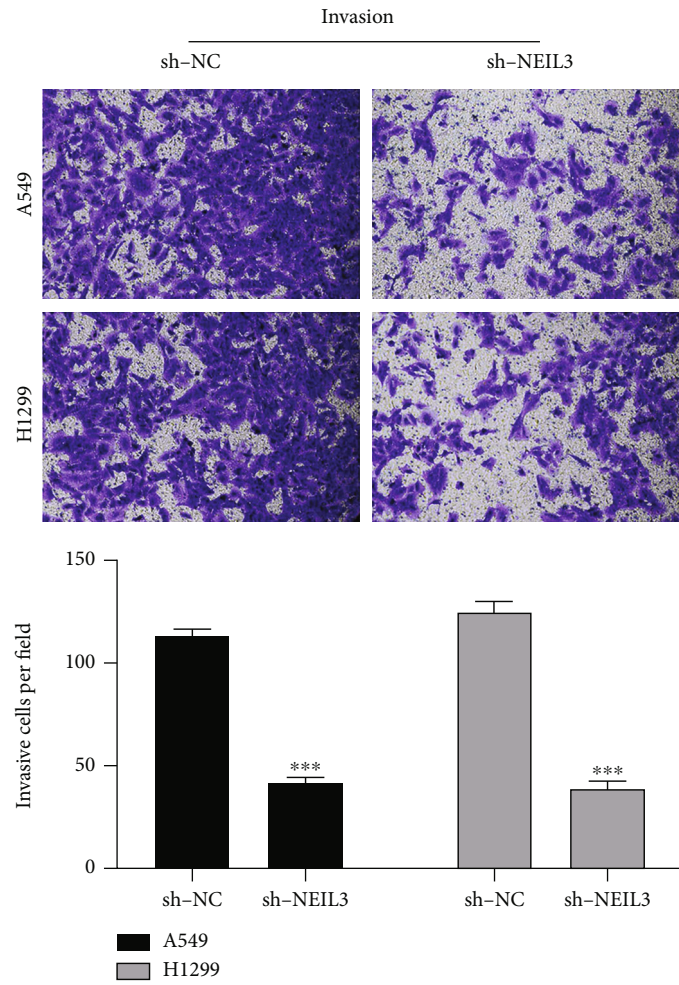 Invasion
sh–NC sh–NEIL3
A549
H1299
Invasive cells per field
150
100
50
0
***
***
sh–NC sh–NEIL3 sh–NC sh–NEIL3
A549
H1299